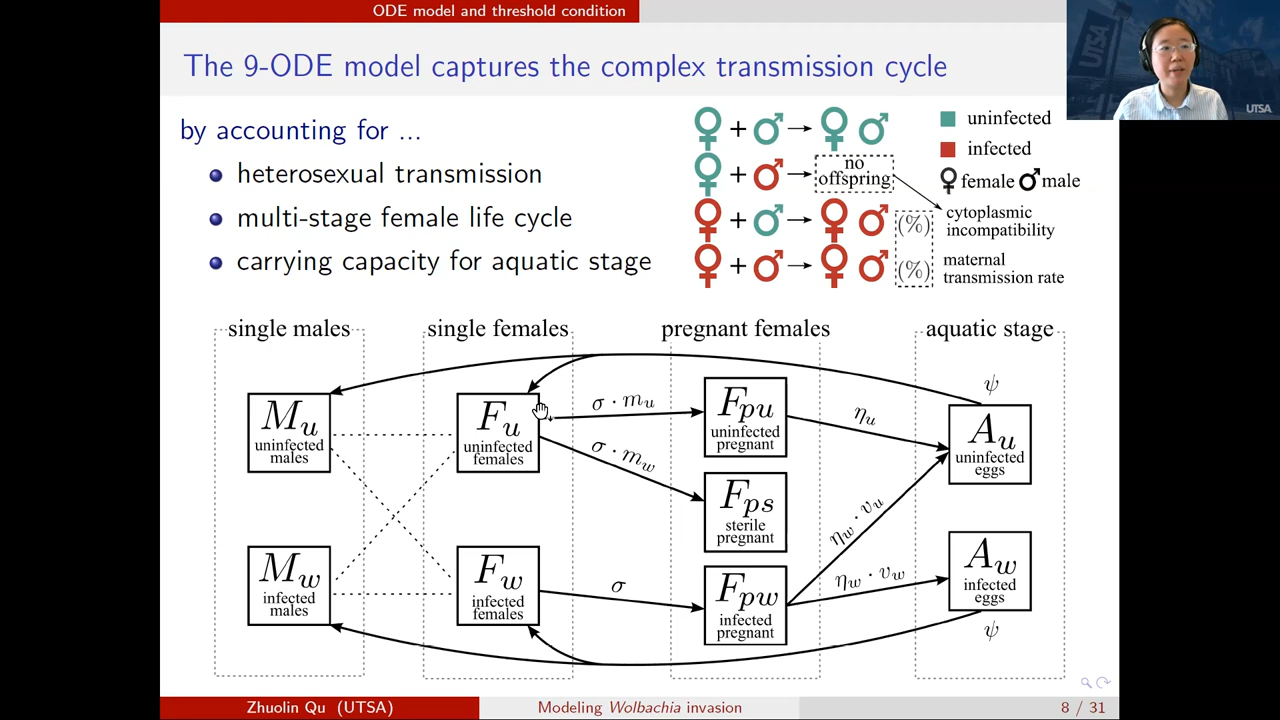 ODE model and threshold condition
The 9-ODE model captures the complex transmission cycle
UTSA
UTSA
by accounting for ...
heterosexual transmission
multi-stage female life cycle
carrying capacity for aquatic stage
♀ + ♂ → ♀ ♂
♀ + ♂ → no offspring
♀ + ♂ → ♀ ♂ (%)
♀ + ♂ → ♀ ♂ (%)
uninfected
infected
♀ female ♂ male
cytoplasmic
incompatibility
maternal
transmission rate
single males
single females
pregnant females
aquatic stage
M_u
uninfected
males
M_w
infected
males
F_u
uninfected
females
F_w
infected
females
σ · m_u
σ · m_w
σ
F_pu
uninfected
pregnant
F_ps
sterile
pregnant
F_pw
infected
pregnant
η_u
η_w · v_u
η_w · v_w
ψ
A_u
uninfected
eggs
A_w
infected
eggs
ψ
Zhuolin Qu (UTSA)
Modeling Wolbachia invasion
8 / 31